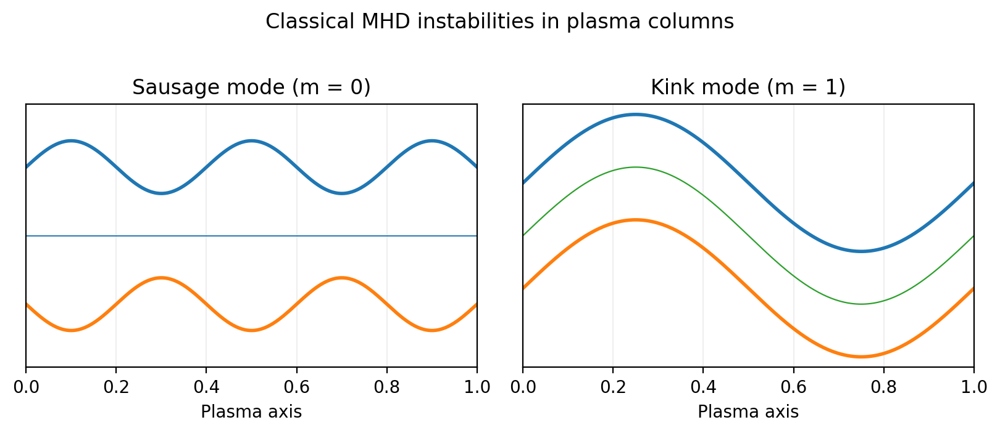 Classical MHD instabilities in plasma columns
Sausage mode (m = 0)
0.0 0.2 0.4 0.6 0.8 1.0
Plasma axis
Kink mode (m = 1)
0.0 0.2 0.4 0.6 0.8 1.0
Plasma axis